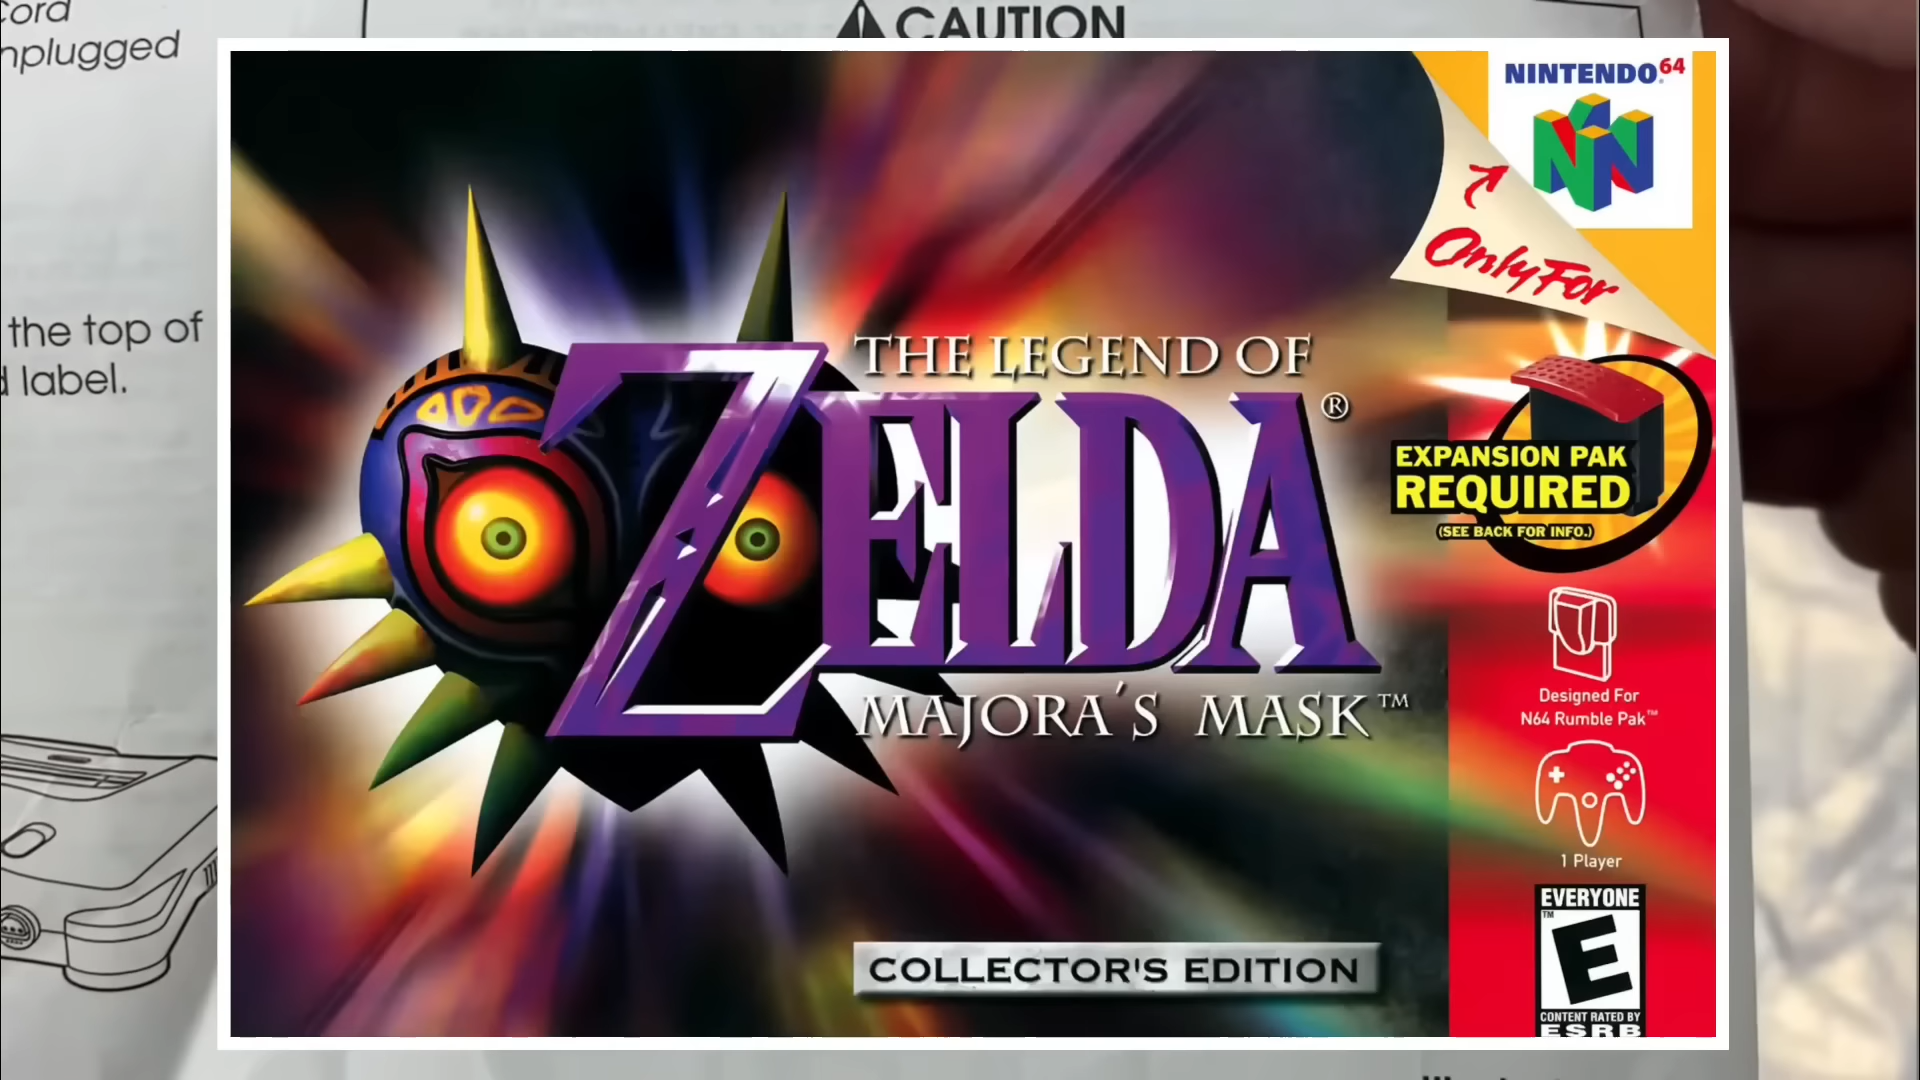 cord
nplugged
CAUTION
the top of
label.
NINTENDO64
Only For
THE LEGEND OF
ZELDA®
MAJORA'S MASK™
EXPANSION PAK
REQUIRED
(SEE BACK FOR INFO.)
Designed For
N64 Rumble Pak™
1 Player
COLLECTOR'S EDITION
EVERYONE
™
E
CONTENT RATED BY
ESRB